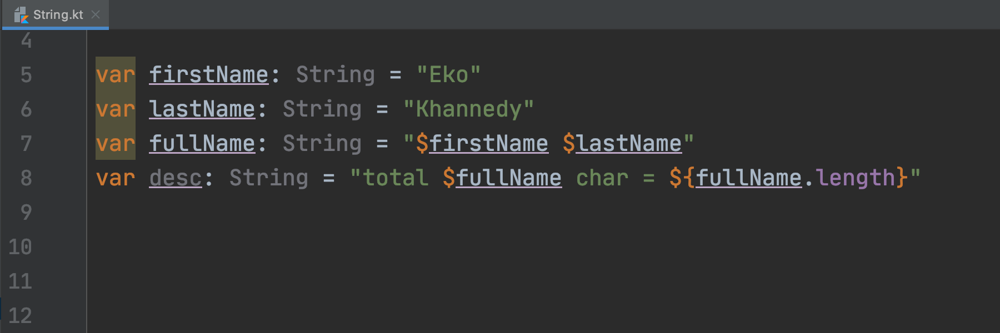 String.kt
4
5 var firstName: String = "Eko"
6 var lastName: String = "Khannedy"
7 var fullName: String = "$firstName $lastName"
8 var desc: String = "total $fullName char = ${fullName.length}"
9
10
11
12